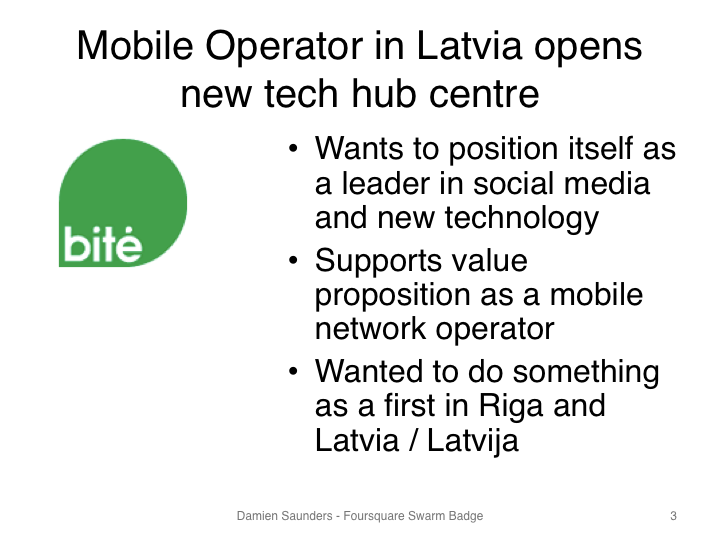 Mobile Operator in Latvia opens
new tech hub centre
bitė
• Wants to position itself as
a leader in social media
and new technology
• Supports value
proposition as a mobile
network operator
• Wanted to do something
as a first in Riga and
Latvia / Latvija
Damien Saunders - Foursquare Swarm Badge
3